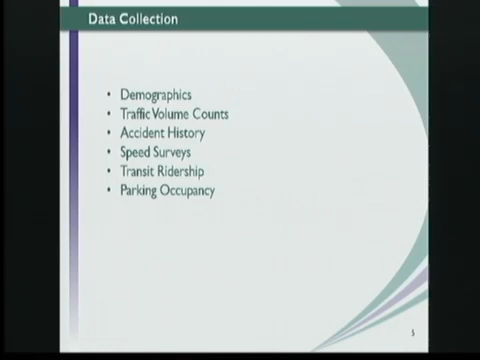 Data Collection
• Demographics
• Traffic Volume Counts
• Accident History
• Speed Surveys
• Transit Ridership
• Parking Occupancy
5